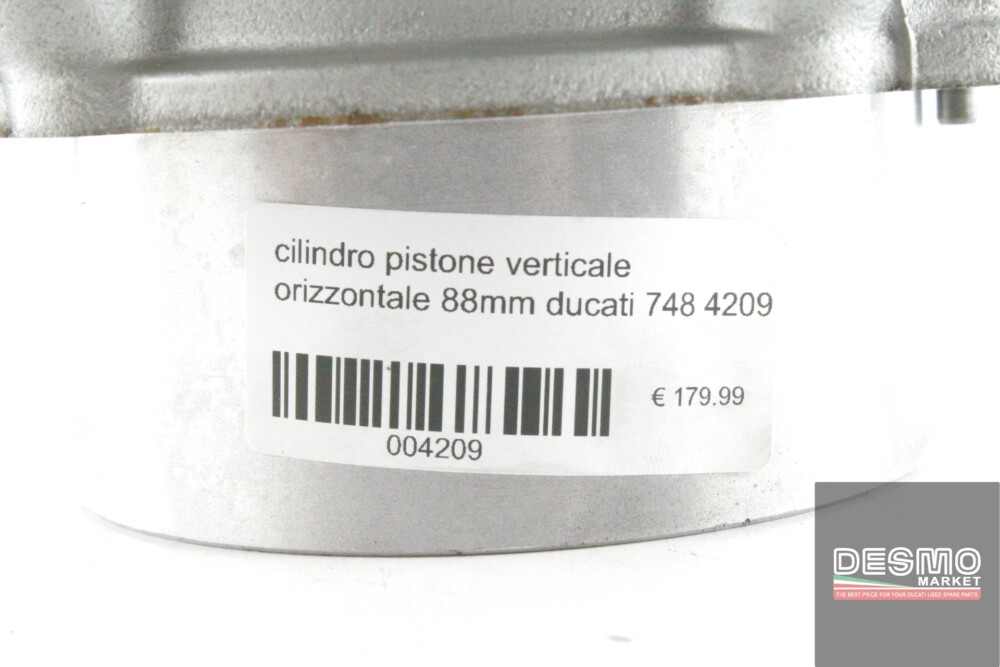 cilindro pistone verticale
orizzontale 88mm ducati 748 4209
004209
€ 179.99
DESMO
MARKET
THE BEST PRICE FOR YOUR DUCATI USED SPARE PARTS